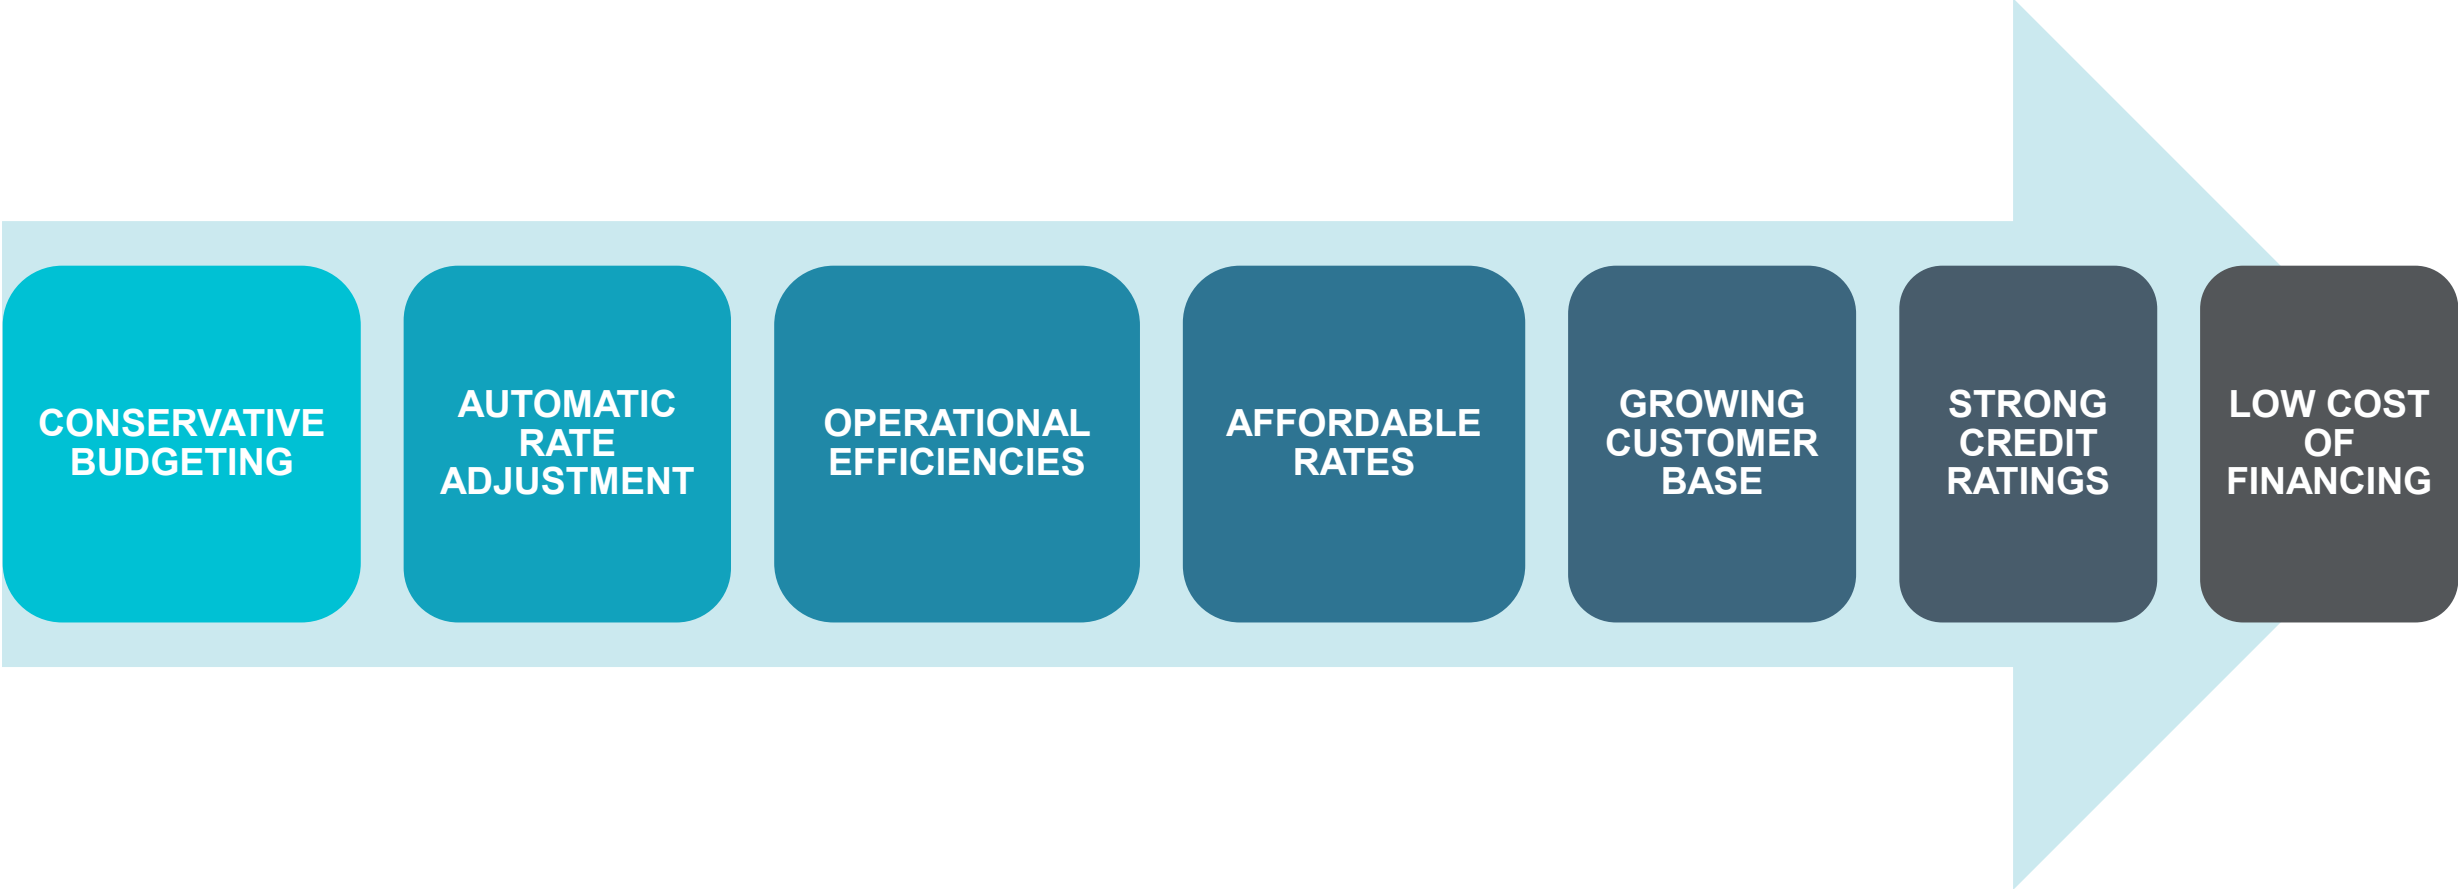 CONSERVATIVE
BUDGETING
AUTOMATIC
RATE
ADJUSTMENT
OPERATIONAL
EFFICIENCIES
AFFORDABLE
RATES
GROWING
CUSTOMER
BASE
STRONG
CREDIT
RATINGS
LOW COST
OF
FINANCING